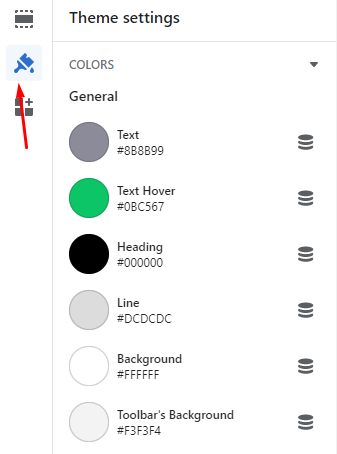 Theme settings
COLORS
General
Text
#8B8B99
Text Hover
#0BC567
Heading
#000000
Line
#DCDCDC
Background
#FFFFFF
Toolbar's Background
#F3F3F4